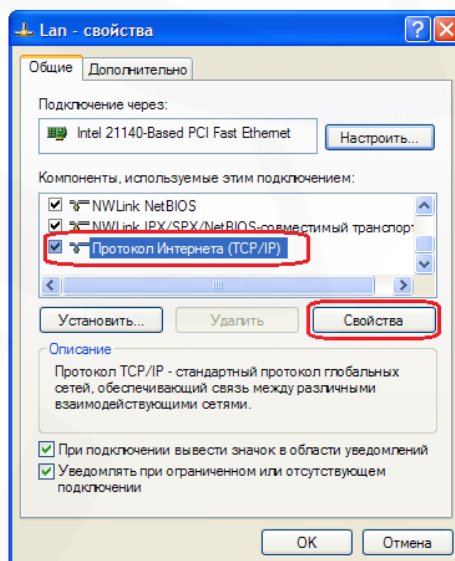 Lan - свойства
Общие
Дополнительно
Подключение через:
Intel 21140-Based PCI Fast Ethernet
Настроить...
Компоненты, используемые этим подключением:
NWLink NetBIOS
NWLink IPX/SPX/NetBIOS-совместимый транспорт
Протокол Интернета (TCP/IP)
Установить...
Удалить
Свойства
Описание
Протокол TCP/IP - стандартный протокол глобальных
сетей, обеспечивающий связь между различными
взаимодействующими сетями.
При подключении вывести значок в области уведомлений
Уведомлять при ограниченном или отсутствующем
подключении
OK
Отмена